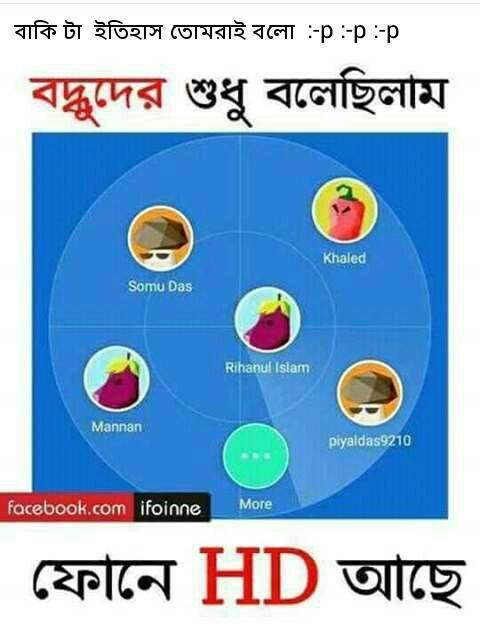 বাকি টা ইতিহাস তোমরাই বলো :-p :-p :-p
বন্ধুদের শুধু বলেছিলাম
Khaled
Somu Das
Rihanul Islam
Mannan
piyaldas9210
More
facebook.com ifoinne
ফোনে HD আছে